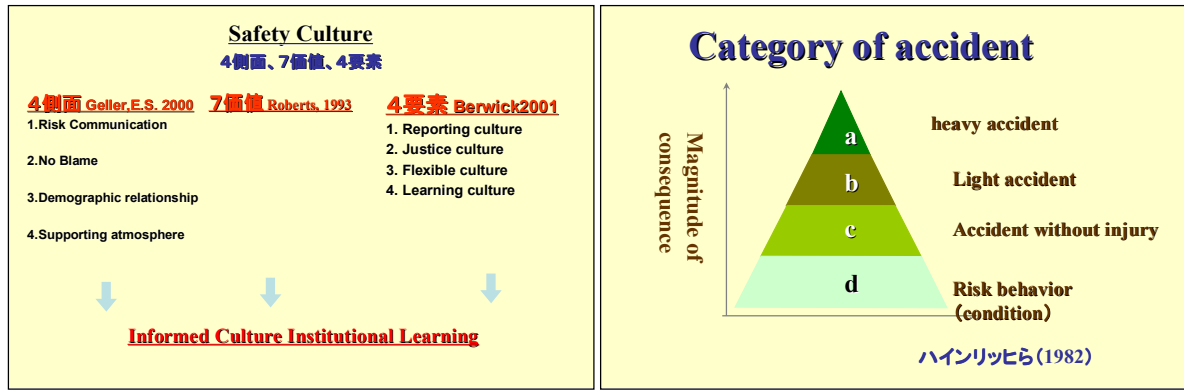 Safety Culture
4側面、7価値、4要素
4側面 Geller,E.S. 2000
1.Risk Communication
2.No Blame
3.Demographic relationship
4.Supporting atmosphere
7価値 Roberts, 1993
4要素 Berwick2001
1. Reporting culture
2. Justice culture
3. Flexible culture
4. Learning culture
Informed Culture Institutional Learning
Category of accident
Magnitude of
consequence
a
heavy accident
b
Light accident
c
Accident without injury
d
Risk behavior
(condition)
ハインリッヒら(1982)